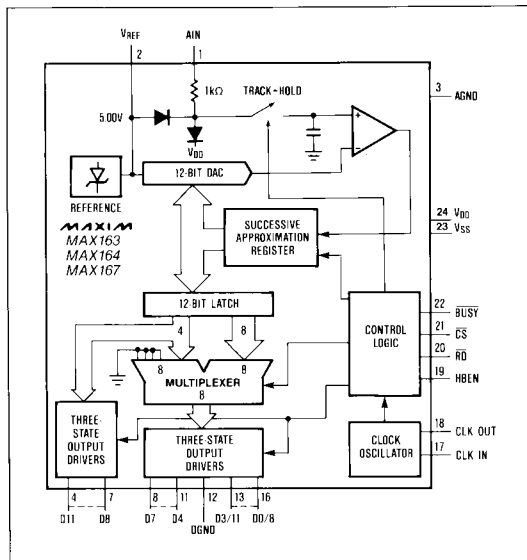 VREF
AIN
2
1
1kΩ
TRACK-HOLD
3
AGND
5.00V
+
VDD
−
12-BIT DAC
REFERENCE
MAXIM
MAX163
MAX164
MAX167
SUCCESSIVE
APPROXIMATION
REGISTER
24
VDD
23
VSS
12-BIT LATCH
4
8
8
8
MULTIPLEXER
8
CONTROL
LOGIC
22
BUSY
21
CS
20
RD
19
HBEN
THREE-
STATE
OUTPUT
DRIVERS
THREE-STATE
OUTPUT
DRIVERS
CLOCK
OSCILLATOR
18
CLK OUT
17
CLK IN
4
7
8
11
12
13
16
D11
D8
D7
D4
DGND
D3/11
D0/8